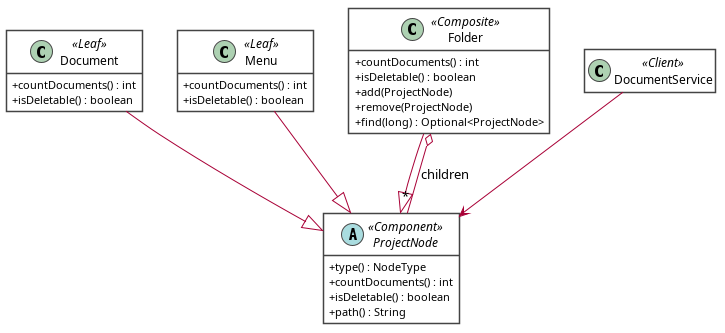 C
«Leaf»
Document
+countDocuments() : int
+isDeletable() : boolean
C
«Leaf»
Menu
+countDocuments() : int
+isDeletable() : boolean
C
«Composite»
Folder
+countDocuments() : int
+isDeletable() : boolean
+add(ProjectNode)
+remove(ProjectNode)
+find(long) : Optional<ProjectNode>
C
«Client»
DocumentService
children
*
A
«Component»
ProjectNode
+type() : NodeType
+countDocuments() : int
+isDeletable() : boolean
+path() : String